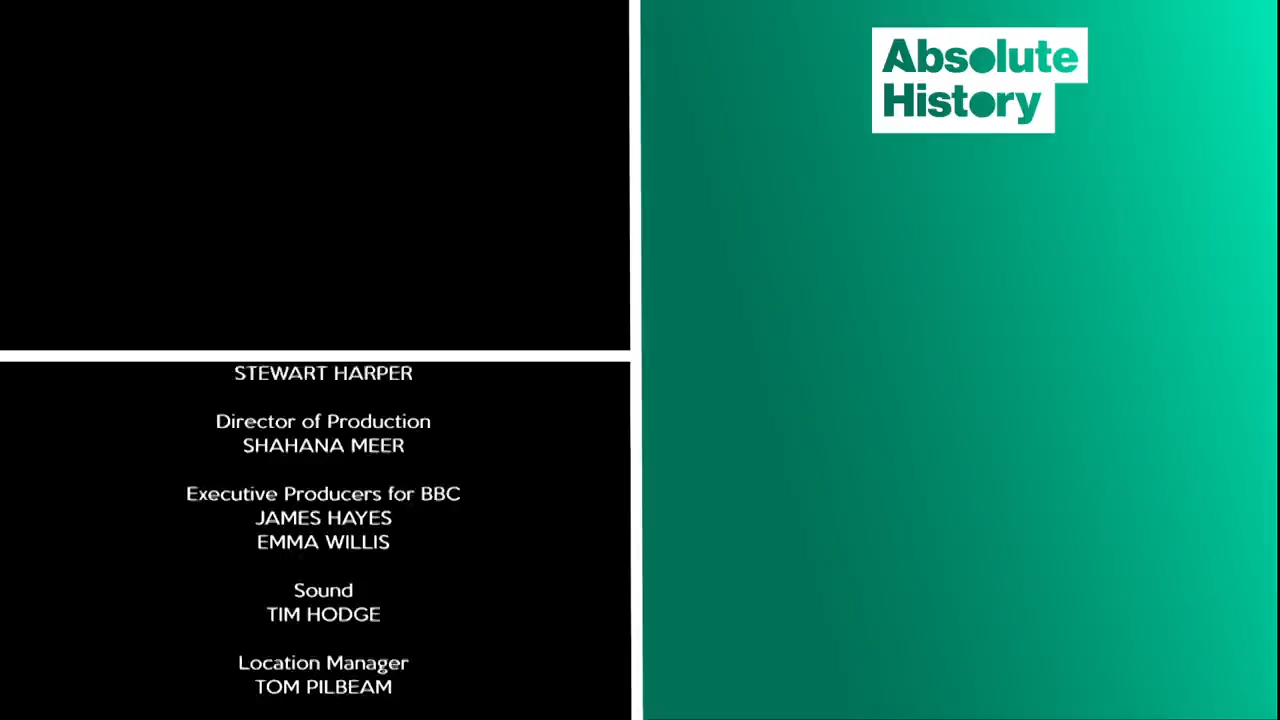 STEWART HARPER
Director of Production
SHAHANA MEER
Executive Producers for BBC
JAMES HAYES
EMMA WILLIS
Sound
TIM HODGE
Location Manager
TOM PILBEAM
Absolute
History